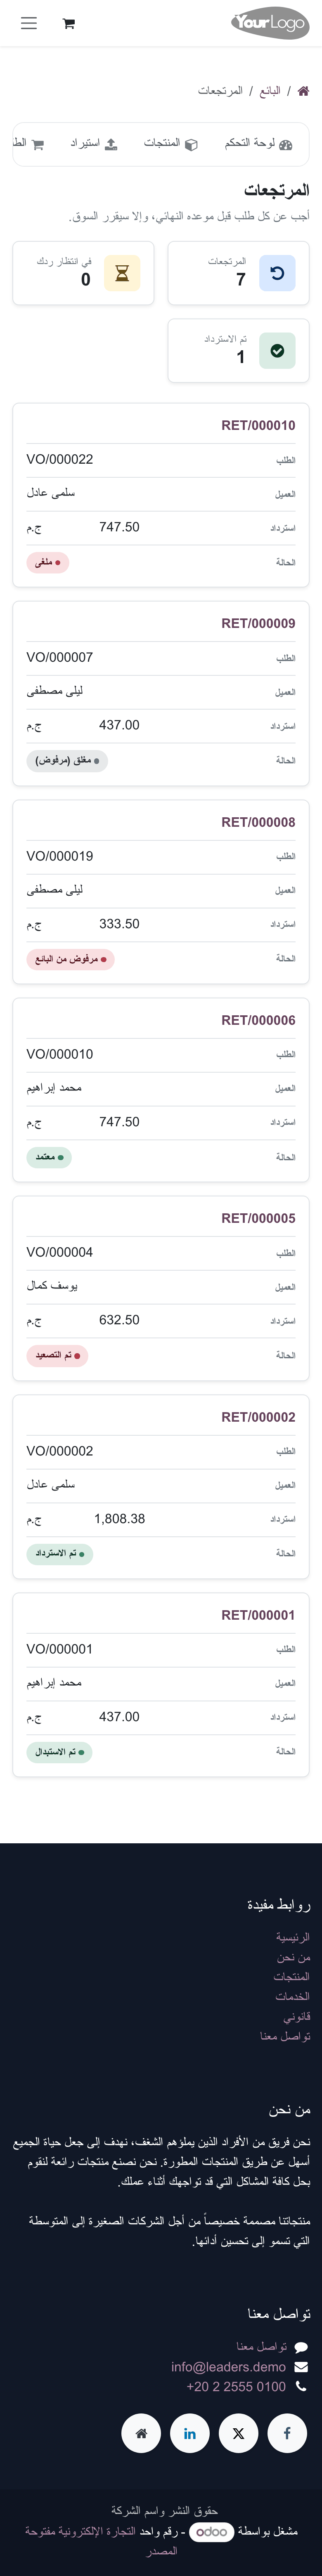 YourLogo
البائع / المرتجعات
لوحة التحكم المنتجات استيراد الطا
المرتجعات
أجب عن كل طلب قبل موعده النهائي، وإلا سيقرر السوق.
المرتجعات
7
في انتظار ردك
0
تم الاسترداد
1
RET/000010
الطلب VO/000022
العميل سلمى عادل
استرداد 747.50 ج.م
الحالة ملغى
RET/000009
الطلب VO/000007
العميل ليلى مصطفى
استرداد 437.00 ج.م
الحالة مغلق (مرفوض)
RET/000008
الطلب VO/000019
العميل ليلى مصطفى
استرداد 333.50 ج.م
الحالة مرفوض من البائع
RET/000006
الطلب VO/000010
العميل محمد إبراهيم
استرداد 747.50 ج.م
الحالة معتمد
RET/000005
الطلب VO/000004
العميل يوسف كمال
استرداد 632.50 ج.م
الحالة تم التصعيد
RET/000002
الطلب VO/000002
العميل سلمى عادل
استرداد 1,808.38 ج.م
الحالة تم الاسترداد
RET/000001
الطلب VO/000001
العميل محمد إبراهيم
استرداد 437.00 ج.م
الحالة تم الاستبدال
روابط مفيدة
الرئيسية
من نحن
المنتجات
الخدمات
قانوني
تواصل معنا
من نحن
نحن فريق من الأفراد الذين يملؤهم الشغف، نهدف إلى جعل حياة الجميع
أسهل عن طريق المنتجات المطورة. نحن نصنع منتجات رائعة لنقوم
بحل كافة المشاكل التي قد تواجهك أثناء عملك.
منتجاتنا مصممة خصيصاً من أجل الشركات الصغيرة إلى المتوسطة
التي تسمو إلى تحسين أدائها.
تواصل معنا
تواصل معنا
info@leaders.demo
+20 2 2555 0100
حقوق النشر واسم الشركة
مشغل بواسطة odoo - رقم واحد التجارة الإلكترونية مفتوحة
المصدر